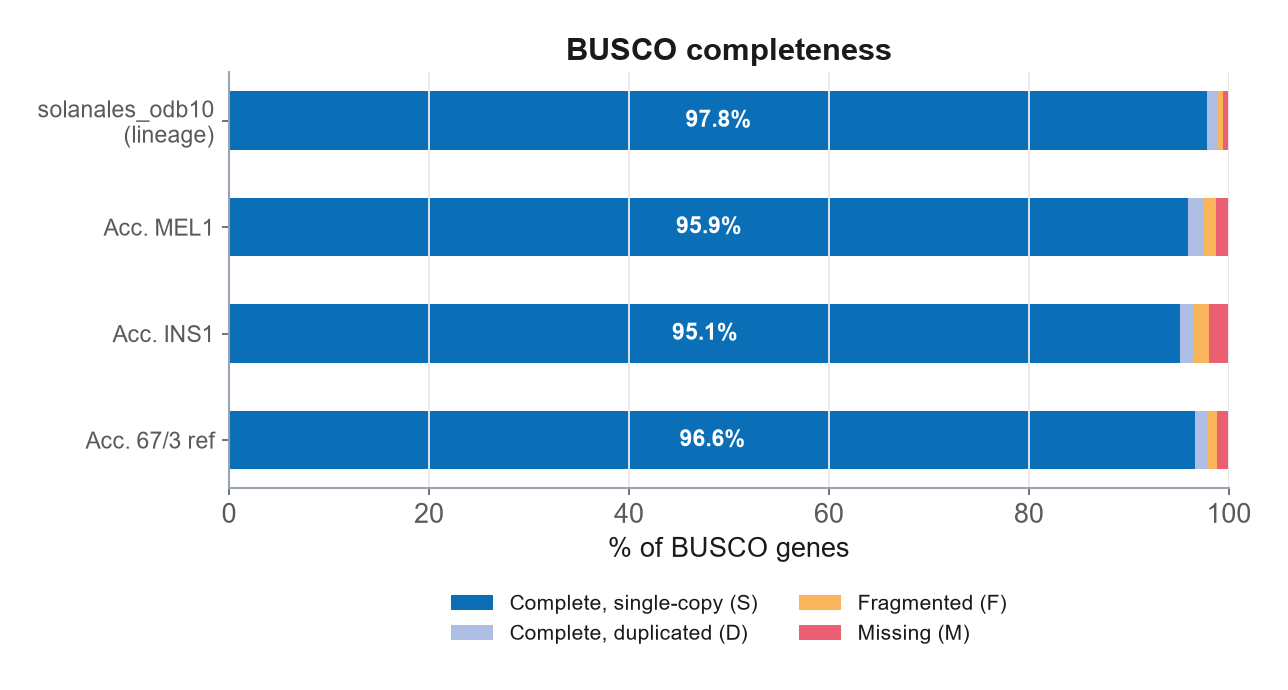 BUSCO completeness
solanales_odb10
(lineage)
97.8%
Acc. MEL1
95.9%
Acc. INS1
95.1%
Acc. 67/3 ref
96.6%
0 20 40 60 80 100
% of BUSCO genes
Complete, single-copy (S)
Complete, duplicated (D)
Fragmented (F)
Missing (M)